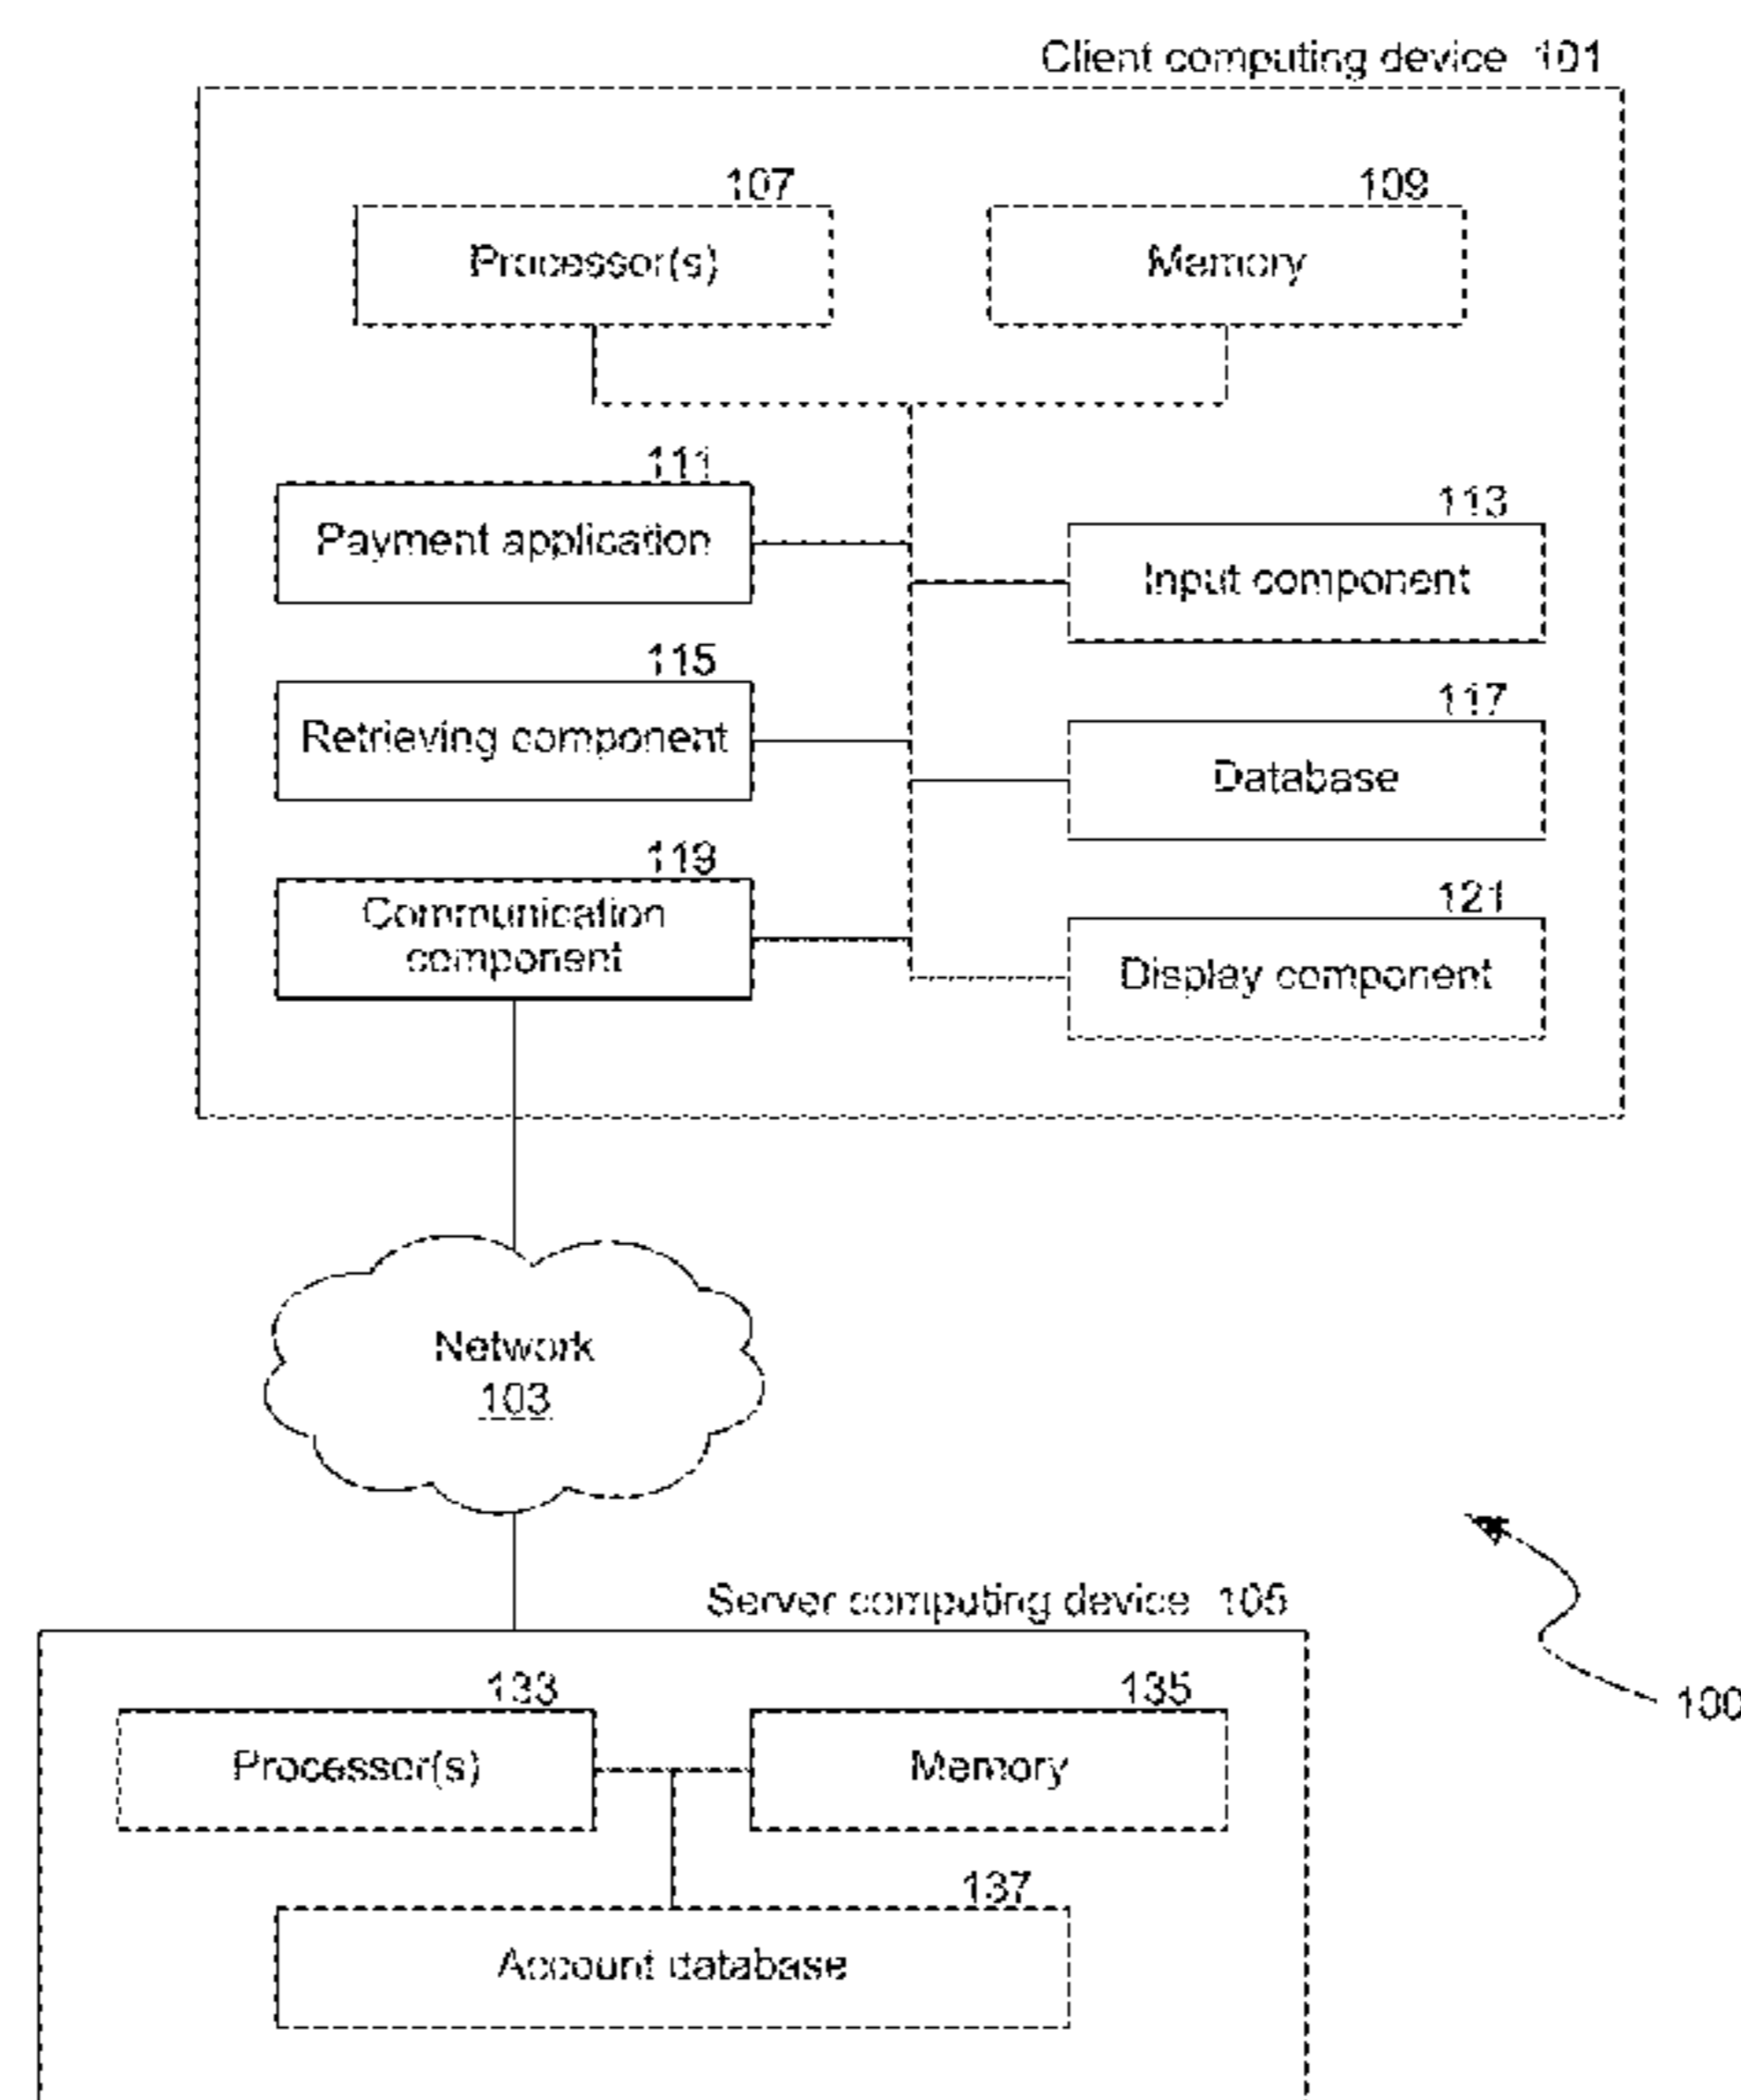 Client computing device 101
107
109
Processor(s)
Memory
111
Payment application
113
Input component
115
Retrieving component
117
Database
119
Communication
component
121
Display component
Network
103
Server computing device 105
133
135
Processor(s)
Memory
100
137
Account database